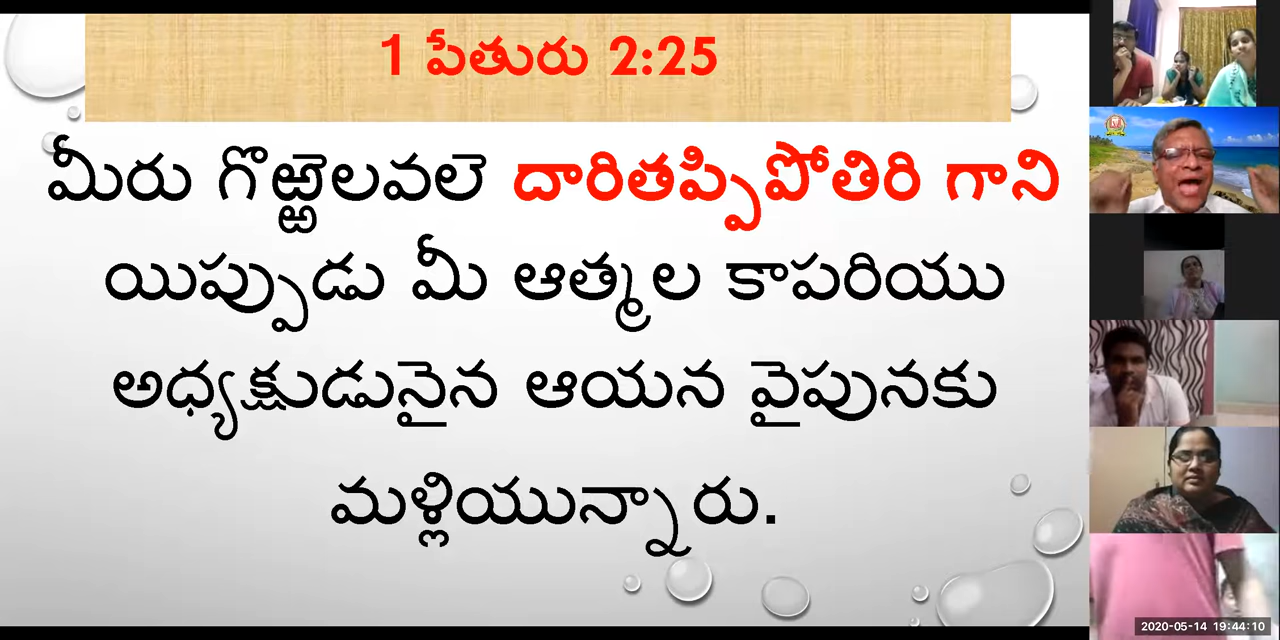 1 పేతురు 2:25
మీరు గొఱ్ఱెలవలె దారితప్పిపోతిరి గాని
యిప్పుడు మీ ఆత్మల కాపరియు
అధ్యక్షుడునైన ఆయన వైపునకు
మళ్లియున్నారు.
2020-05-14 19:44:10